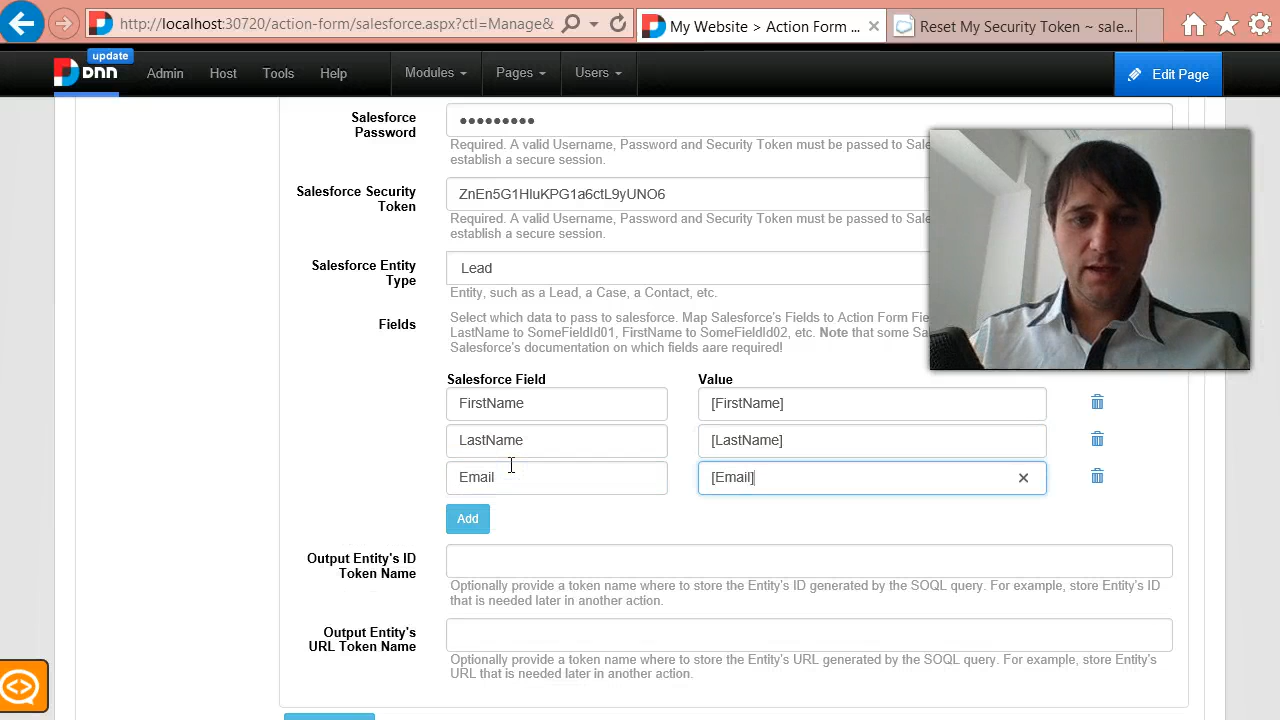 http://localhost:30720/action-form/salesforce.aspx?ctl=Manage&
My Website > Action Form ...
Reset My Security Token ~ sale...
update
DNN
Admin
Host
Tools
Help
Modules
Pages
Users
Edit Page
Salesforce
Password
●●●●●●●●●
Required. A valid Username, Password and Security Token must be passed to
establish a secure session.
Salesforce Security
Token
ZnEn5G1HluKPG1a6ctL9yUNO6
Required. A valid Username, Password and Security Token must be passed to
establish a secure session.
Salesforce Entity
Type
Lead
Entity, such as a Lead, a Case, a Contact, etc.
Fields
Select which data to pass to salesforce. Map Salesforce's Fields to Action Form
LastName to SomeFieldId01, FirstName to SomeFieldId02, etc. Note that some
Salesforce's documentation on which fields aare required!
Salesforce Field
Value
FirstName
[FirstName]
LastName
[LastName]
Email
[Email]
Add
Output Entity's ID
Token Name
Optionally provide a token name where to store the Entity's ID generated by the SOQL query. For example, store Entity's ID
that is needed later in another action.
Output Entity's
URL Token Name
Optionally provide a token name where to store the Entity's URL generated by the SOQL query. For example, store Entity's
URL that is needed later in another action.